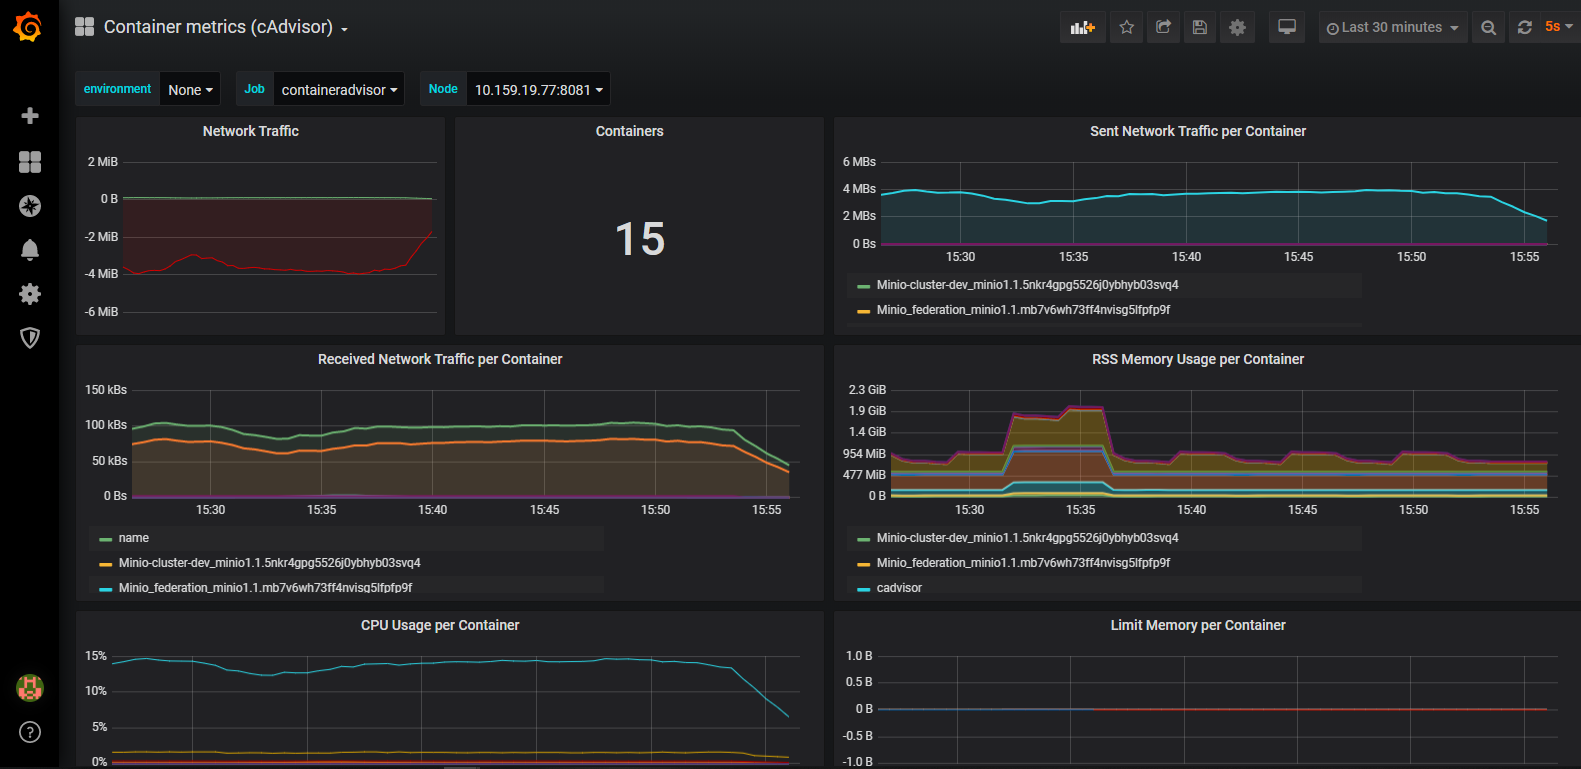 Container metrics (cAdvisor)
Last 30 minutes
5s
environment None Job containeradvisor Node 10.159.19.77:8081
Network Traffic
2 MiB
0 B
-2 MiB
-4 MiB
-6 MiB
Containers
15
Sent Network Traffic per Container
6 MBs
4 MBs
2 MBs
0 Bs
15:30 15:35 15:40 15:45 15:50 15:55
Minio-cluster-dev_minio1.1.5nkr4gpg5526j0ybhyb03svq4
Minio_federation_minio1.1.mb7v6wh73ff4nvisg5lfpfp9f
Received Network Traffic per Container
150 kBs
100 kBs
50 kBs
0 Bs
15:30 15:35 15:40 15:45 15:50 15:55
name
Minio-cluster-dev_minio1.1.5nkr4gpg5526j0ybhyb03svq4
Minio_federation_minio1.1.mb7v6wh73ff4nvisg5lfpfp9f
RSS Memory Usage per Container
2.3 GiB
1.9 GiB
1.4 GiB
954 MiB
477 MiB
0 B
15:30 15:35 15:40 15:45 15:50 15:55
Minio-cluster-dev_minio1.1.5nkr4gpg5526j0ybhyb03svq4
Minio_federation_minio1.1.mb7v6wh73ff4nvisg5lfpfp9f
cadvisor
CPU Usage per Container
15%
10%
5%
0%
Limit Memory per Container
1.0 B
0.5 B
0 B
-0.5 B
-1.0 B